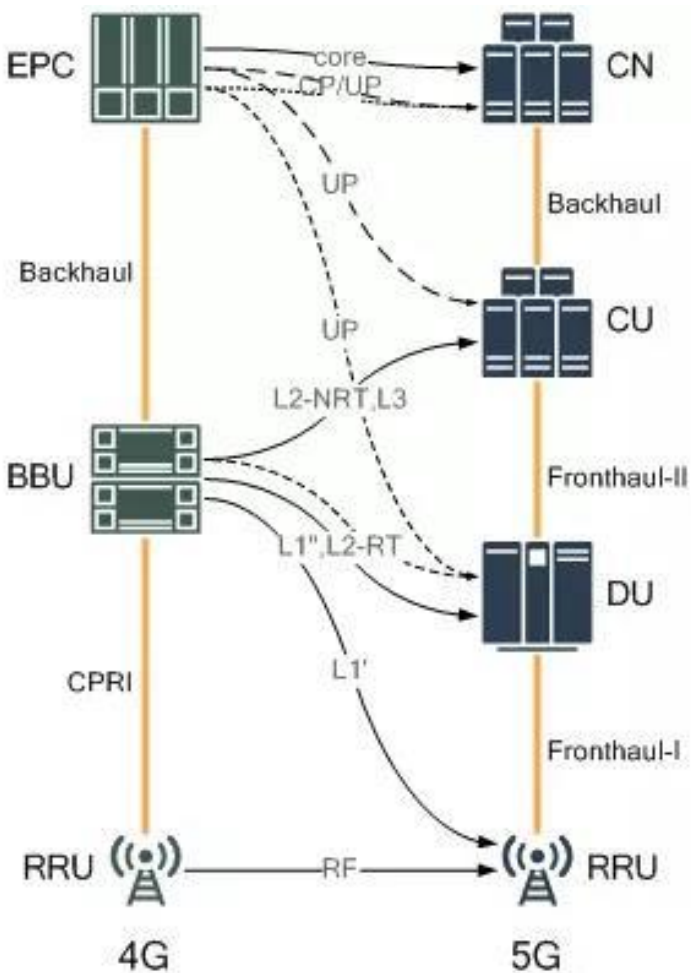 EPC
core
CN
CP/UP
UP
Backhaul
Backhaul
CU
UP
L2-NRT,L3
BBU
Fronthaul-II
L1",L2-RT
DU
L1'
CPRI
Fronthaul-I
RRU
RF
RRU
4G
5G